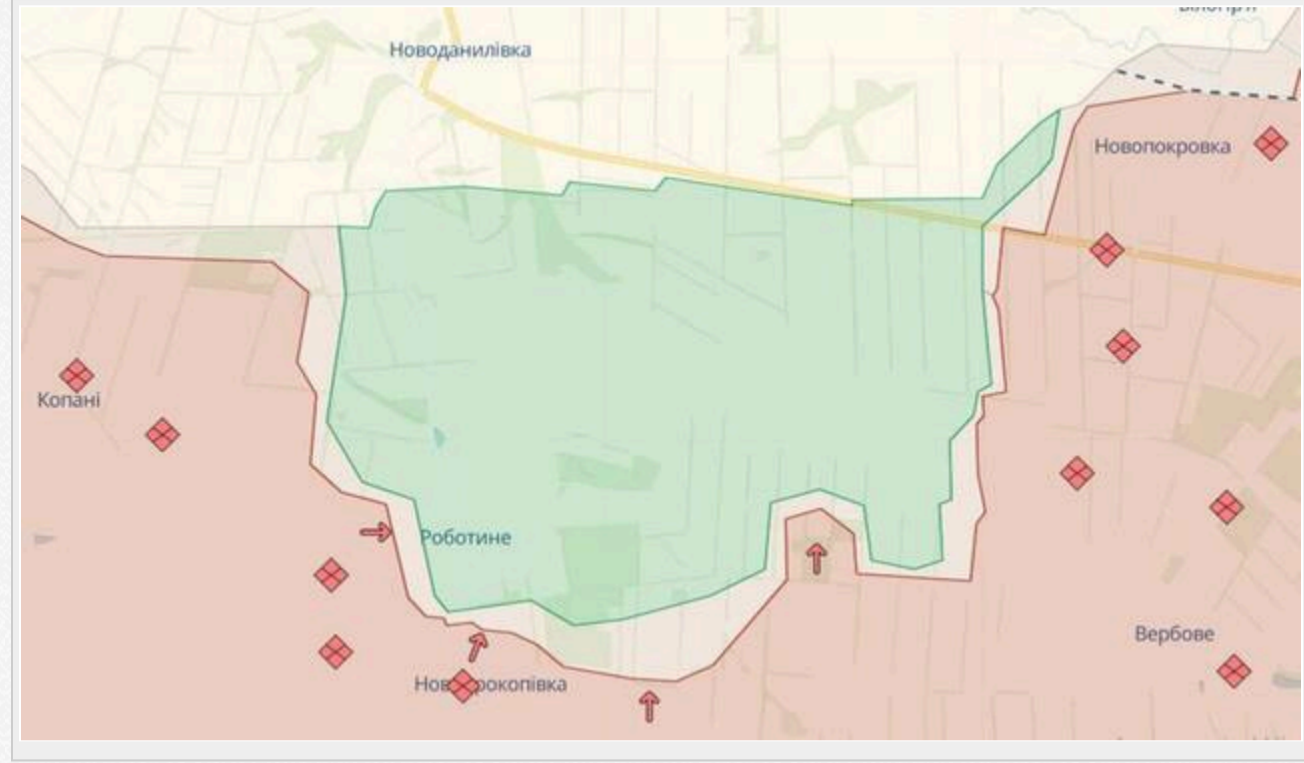 Новоданилівка
Новопокровка
Копані
Роботине
Вербове